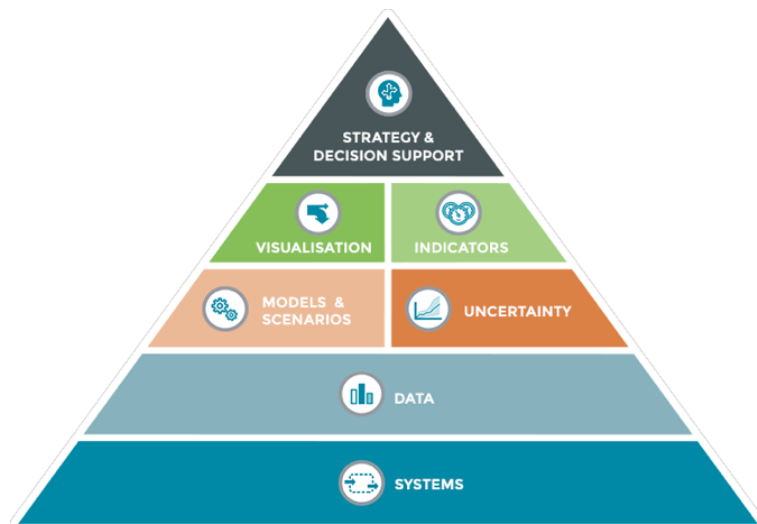 STRATEGY &
DECISION SUPPORT
VISUALISATION
INDICATORS
MODELS &
SCENARIOS
UNCERTAINTY
DATA
SYSTEMS